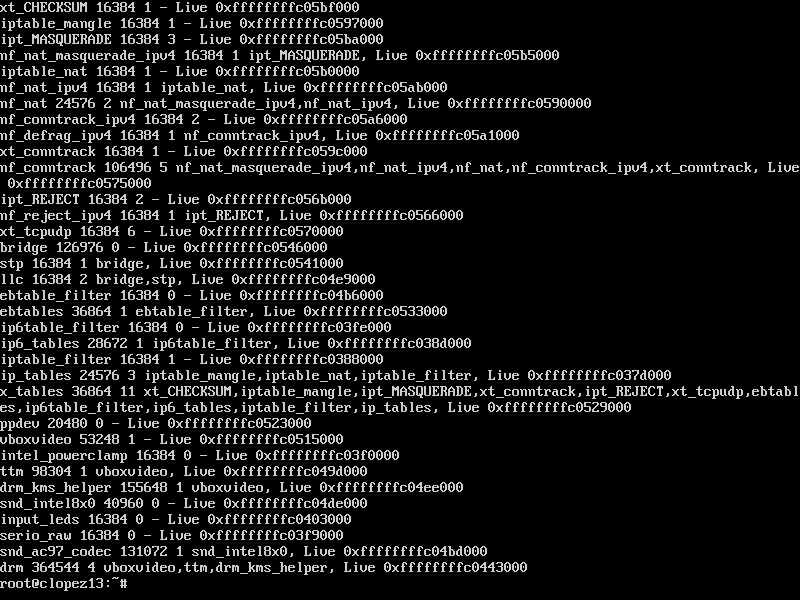 xt_CHECKSUM 16384 1 - Live 0xffffffffc05bf000
iptable_mangle 16384 1 - Live 0xffffffffc0597000
ipt_MASQUERADE 16384 3 - Live 0xffffffffc05ba000
nf_nat_masquerade_ipv4 16384 1 ipt_MASQUERADE, Live 0xffffffffc05b5000
iptable_nat 16384 1 - Live 0xffffffffc05b0000
nf_nat_ipv4 16384 1 iptable_nat, Live 0xffffffffc05ab000
nf_nat 24576 2 nf_nat_masquerade_ipv4,nf_nat_ipv4, Live 0xffffffffc0590000
nf_conntrack_ipv4 16384 2 - Live 0xffffffffc05a6000
nf_defrag_ipv4 16384 1 nf_conntrack_ipv4, Live 0xffffffffc05a1000
xt_conntrack 16384 1 - Live 0xffffffffc059c000
nf_conntrack 106496 5 nf_nat_masquerade_ipv4,nf_nat_ipv4,nf_nat,nf_conntrack_ipv4,xt_conntrack, Live
 0xffffffffc0575000
ipt_REJECT 16384 2 - Live 0xffffffffc056b000
nf_reject_ipv4 16384 1 ipt_REJECT, Live 0xffffffffc0566000
xt_tcpudp 16384 6 - Live 0xffffffffc0570000
bridge 126976 0 - Live 0xffffffffc0546000
stp 16384 1 bridge, Live 0xffffffffc0541000
llc 16384 2 bridge,stp, Live 0xffffffffc04e9000
ebtable_filter 16384 0 - Live 0xffffffffc04b6000
ebtables 36864 1 ebtable_filter, Live 0xffffffffc0533000
ip6table_filter 16384 0 - Live 0xffffffffc03fe000
ip6_tables 28672 1 ip6table_filter, Live 0xffffffffc038d000
iptable_filter 16384 1 - Live 0xffffffffc0388000
ip_tables 24576 3 iptable_mangle,iptable_nat,iptable_filter, Live 0xffffffffc037d000
x_tables 36864 11 xt_CHECKSUM,iptable_mangle,ipt_MASQUERADE,xt_conntrack,ipt_REJECT,xt_tcpudp,ebtabl
es,ip6table_filter,ip6_tables,iptable_filter,ip_tables, Live 0xffffffffc0529000
ppdev 20480 0 - Live 0xffffffffc0523000
vboxvideo 53248 1 - Live 0xffffffffc0515000
intel_powerclamp 16384 0 - Live 0xffffffffc03f0000
ttm 98304 1 vboxvideo, Live 0xffffffffc049d000
drm_kms_helper 155648 1 vboxvideo, Live 0xffffffffc04ee000
snd_intel8x0 40960 0 - Live 0xffffffffc04de000
input_leds 16384 0 - Live 0xffffffffc0403000
serio_raw 16384 0 - Live 0xffffffffc03f9000
snd_ac97_codec 131072 1 snd_intel8x0, Live 0xffffffffc04bd000
drm 364544 4 vboxvideo,ttm,drm_kms_helper, Live 0xffffffffc0443000
root@clopez13:~#